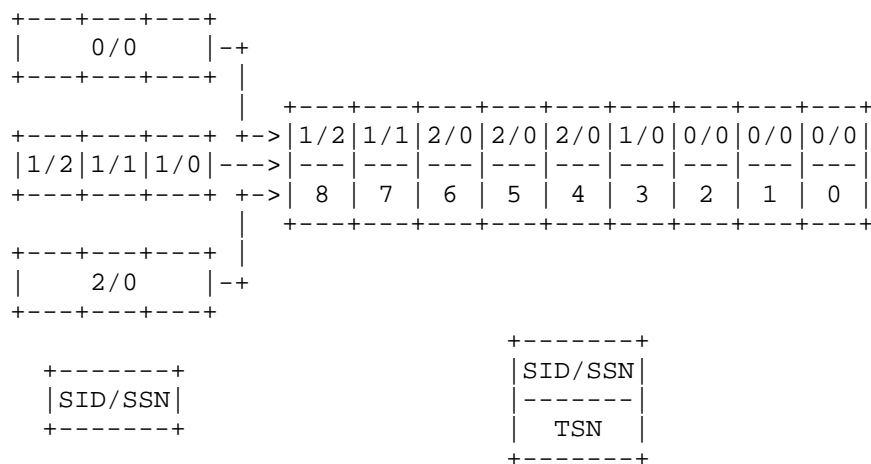 +---+---+---+
|    0/0    |-+
+---+---+---+ |
              |  +---+---+---+---+---+---+---+---+---+
+---+---+---+ +->|1/2|1/1|2/0|2/0|2/0|1/0|0/0|0/0|0/0|
|1/2|1/1|1/0|--->|---|---|---|---|---|---|---|---|---|
+---+---+---+ +->| 8 | 7 | 6 | 5 | 4 | 3 | 2 | 1 | 0 |
              |  +---+---+---+---+---+---+---+---+---+
+---+---+---+ |
|    2/0    |-+
+---+---+---+
                               +-------+
  +-------+                    |SID/SSN|
  |SID/SSN|                    |-------|
  +-------+                    |  TSN  |
                               +-------+